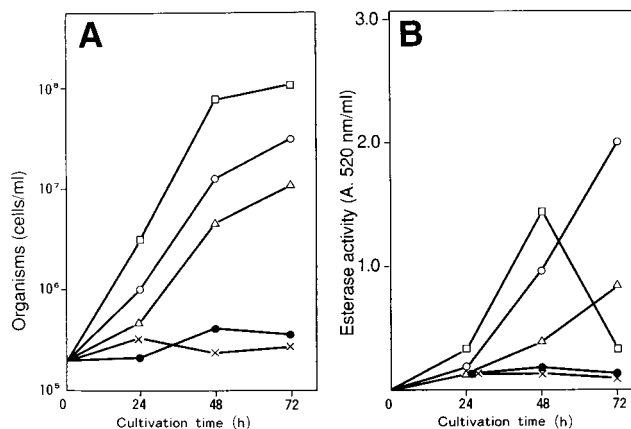 A
Organisms (cells/ml)
10⁸
10⁷
10⁶
10⁵
0
24
48
72
Cultivation time (h)
B
Esterase activity (A. 520 nm/ml)
3.0
2.0
1.0
0
24
48
72
Cultivation time (h)